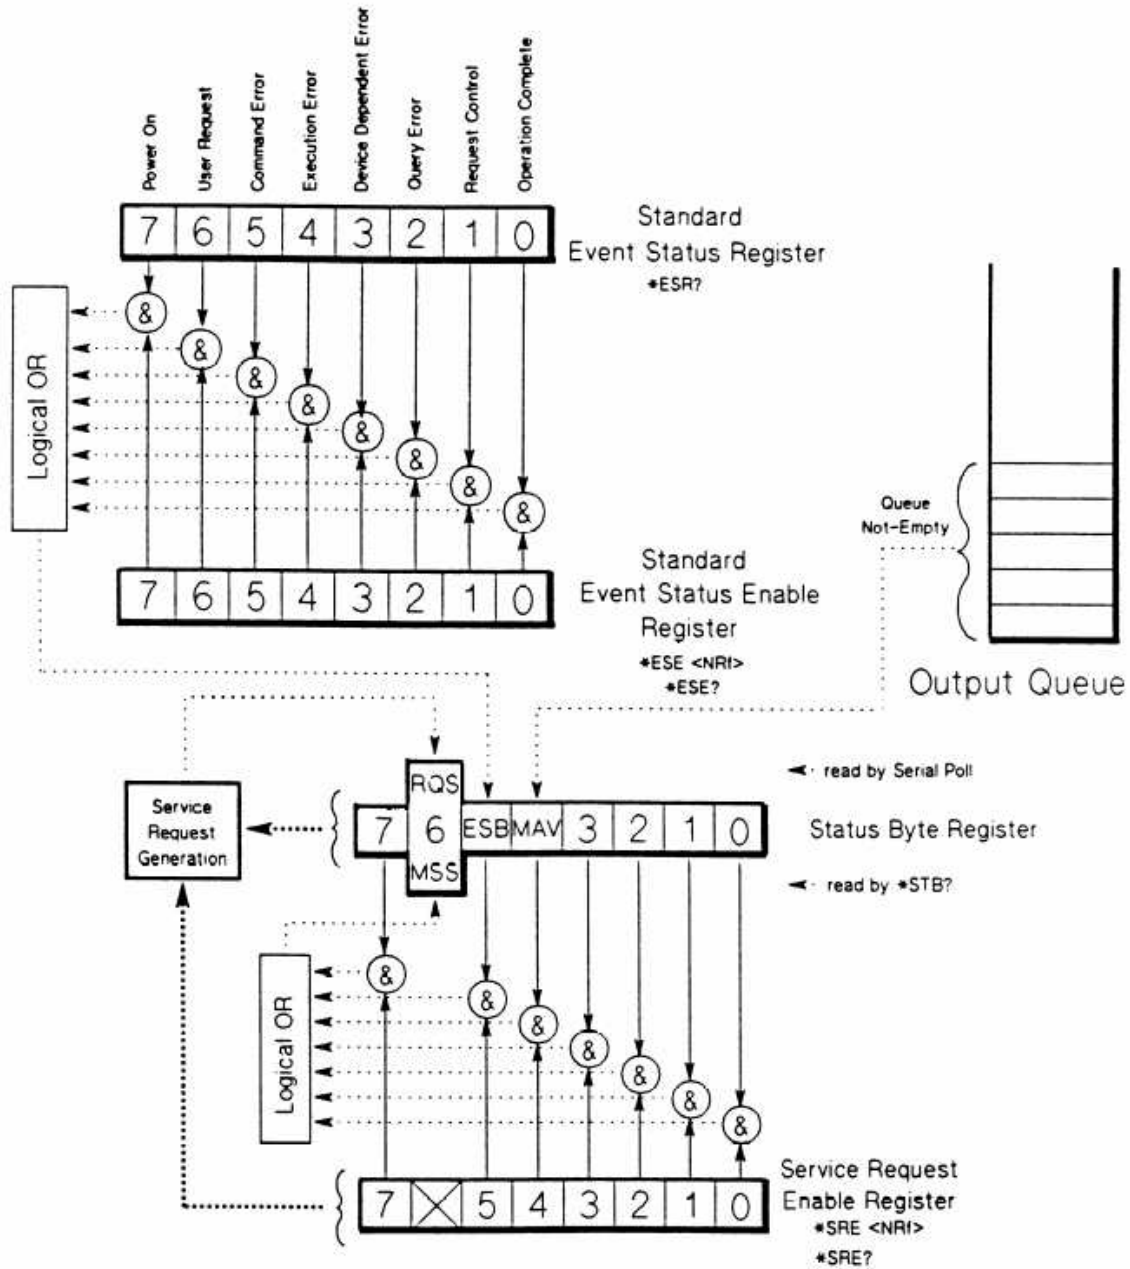 Power On
User Request
Command Error
Execution Error
Device Dependent Error
Query Error
Request Control
Operation Complete
7 6 5 4 3 2 1 0
Standard
Event Status Register
*ESR?
& & & & & & & &
Logical OR
7 6 5 4 3 2 1 0
Standard
Event Status Enable
Register
*ESE <NRf>
*ESE?
Queue
Not-Empty
Output Queue
Service
Request
Generation
RQS
7 6 ESB MAV 3 2 1 0
MSS
read by Serial Poll
Status Byte Register
read by *STB?
& & & & & & &
Logical OR
7 5 4 3 2 1 0
Service Request
Enable Register
*SRE <NRf>
*SRE?